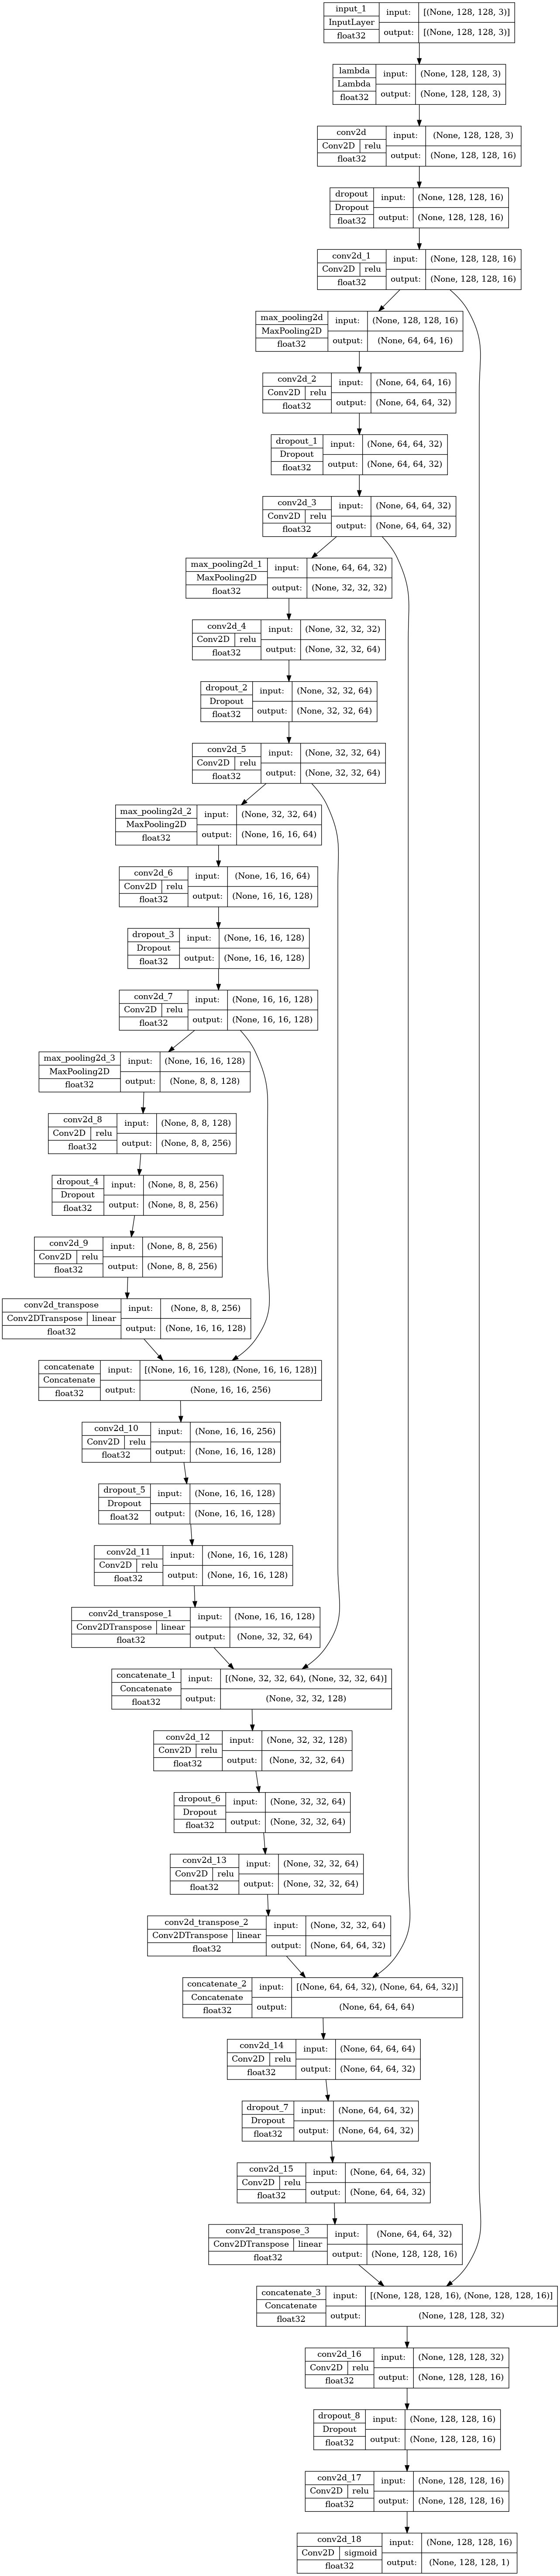 input_1 input: [(None, 128, 128, 3)]
InputLayer
float32 output: [(None, 128, 128, 3)]
lambda input: (None, 128, 128, 3)
Lambda
float32 output: (None, 128, 128, 3)
conv2d input: (None, 128, 128, 3)
Conv2D relu
float32 output: (None, 128, 128, 16)
dropout input: (None, 128, 128, 16)
Dropout
float32 output: (None, 128, 128, 16)
conv2d_1 input: (None, 128, 128, 16)
Conv2D relu
float32 output: (None, 128, 128, 16)
max_pooling2d input: (None, 128, 128, 16)
MaxPooling2D
float32 output: (None, 64, 64, 16)
conv2d_2 input: (None, 64, 64, 16)
Conv2D relu
float32 output: (None, 64, 64, 32)
dropout_1 input: (None, 64, 64, 32)
Dropout
float32 output: (None, 64, 64, 32)
conv2d_3 input: (None, 64, 64, 32)
Conv2D relu
float32 output: (None, 64, 64, 32)
max_pooling2d_1 input: (None, 64, 64, 32)
MaxPooling2D
float32 output: (None, 32, 32, 32)
conv2d_4 input: (None, 32, 32, 32)
Conv2D relu
float32 output: (None, 32, 32, 64)
dropout_2 input: (None, 32, 32, 64)
Dropout
float32 output: (None, 32, 32, 64)
conv2d_5 input: (None, 32, 32, 64)
Conv2D relu
float32 output: (None, 32, 32, 64)
max_pooling2d_2 input: (None, 32, 32, 64)
MaxPooling2D
float32 output: (None, 16, 16, 64)
conv2d_6 input: (None, 16, 16, 64)
Conv2D relu
float32 output: (None, 16, 16, 128)
dropout_3 input: (None, 16, 16, 128)
Dropout
float32 output: (None, 16, 16, 128)
conv2d_7 input: (None, 16, 16, 128)
Conv2D relu
float32 output: (None, 16, 16, 128)
max_pooling2d_3 input: (None, 16, 16, 128)
MaxPooling2D
float32 output: (None, 8, 8, 128)
conv2d_8 input: (None, 8, 8, 128)
Conv2D relu
float32 output: (None, 8, 8, 256)
dropout_4 input: (None, 8, 8, 256)
Dropout
float32 output: (None, 8, 8, 256)
conv2d_9 input: (None, 8, 8, 256)
Conv2D relu
float32 output: (None, 8, 8, 256)
conv2d_transpose input: (None, 8, 8, 256)
Conv2DTranspose linear
float32 output: (None, 16, 16, 128)
concatenate input: [(None, 16, 16, 128), (None, 16, 16, 128)]
Concatenate
float32 output: (None, 16, 16, 256)
conv2d_10 input: (None, 16, 16, 256)
Conv2D relu
float32 output: (None, 16, 16, 128)
dropout_5 input: (None, 16, 16, 128)
Dropout
float32 output: (None, 16, 16, 128)
conv2d_11 input: (None, 16, 16, 128)
Conv2D relu
float32 output: (None, 16, 16, 128)
conv2d_transpose_1 input: (None, 16, 16, 128)
Conv2DTranspose linear
float32 output: (None, 32, 32, 64)
concatenate_1 input: [(None, 32, 32, 64), (None, 32, 32, 64)]
Concatenate
float32 output: (None, 32, 32, 128)
conv2d_12 input: (None, 32, 32, 128)
Conv2D relu
float32 output: (None, 32, 32, 64)
dropout_6 input: (None, 32, 32, 64)
Dropout
float32 output: (None, 32, 32, 64)
conv2d_13 input: (None, 32, 32, 64)
Conv2D relu
float32 output: (None, 32, 32, 64)
conv2d_transpose_2 input: (None, 32, 32, 64)
Conv2DTranspose linear
float32 output: (None, 64, 64, 32)
concatenate_2 input: [(None, 64, 64, 32), (None, 64, 64, 32)]
Concatenate
float32 output: (None, 64, 64, 64)
conv2d_14 input: (None, 64, 64, 64)
Conv2D relu
float32 output: (None, 64, 64, 32)
dropout_7 input: (None, 64, 64, 32)
Dropout
float32 output: (None, 64, 64, 32)
conv2d_15 input: (None, 64, 64, 32)
Conv2D relu
float32 output: (None, 64, 64, 32)
conv2d_transpose_3 input: (None, 64, 64, 32)
Conv2DTranspose linear
float32 output: (None, 128, 128, 16)
concatenate_3 input: [(None, 128, 128, 16), (None, 128, 128, 16)]
Concatenate
float32 output: (None, 128, 128, 32)
conv2d_16 input: (None, 128, 128, 32)
Conv2D relu
float32 output: (None, 128, 128, 16)
dropout_8 input: (None, 128, 128, 16)
Dropout
float32 output: (None, 128, 128, 16)
conv2d_17 input: (None, 128, 128, 16)
Conv2D relu
float32 output: (None, 128, 128, 16)
conv2d_18 input: (None, 128, 128, 16)
Conv2D sigmoid
float32 output: (None, 128, 128, 1)